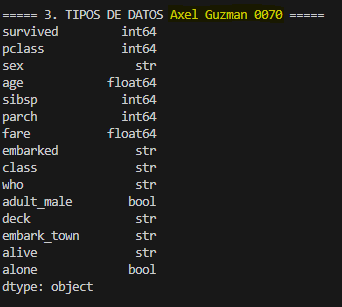 ===== 3. TIPOS DE DATOS Axel Guzman 0070 =====
survived int64
pclass int64
sex str
age float64
sibsp int64
parch int64
fare float64
embarked str
class str
who str
adult_male bool
deck str
embark_town str
alive str
alone bool
dtype: object